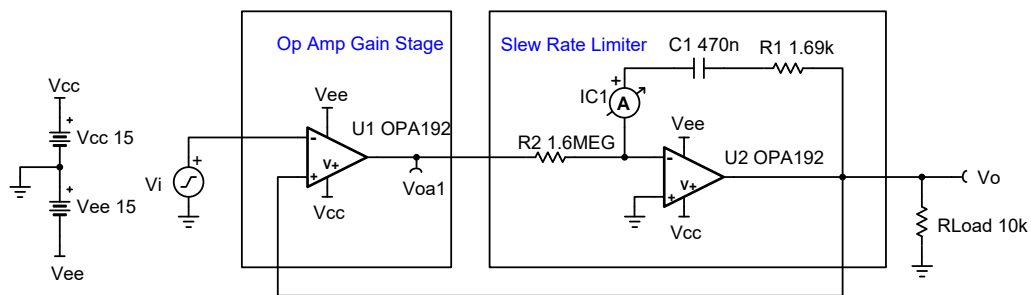 Op Amp Gain Stage
Slew Rate Limiter
C1 470n
R1 1.69k
Vcc
+
Vcc 15
+
Vee 15
Vee
Vi
+
Vee
U1 OPA192
-
+
V+
Vcc
Voa1
R2 1.6MEG
IC1
+
A
Vee
U2 OPA192
-
+
V+
Vcc
Vo
RLoad 10k